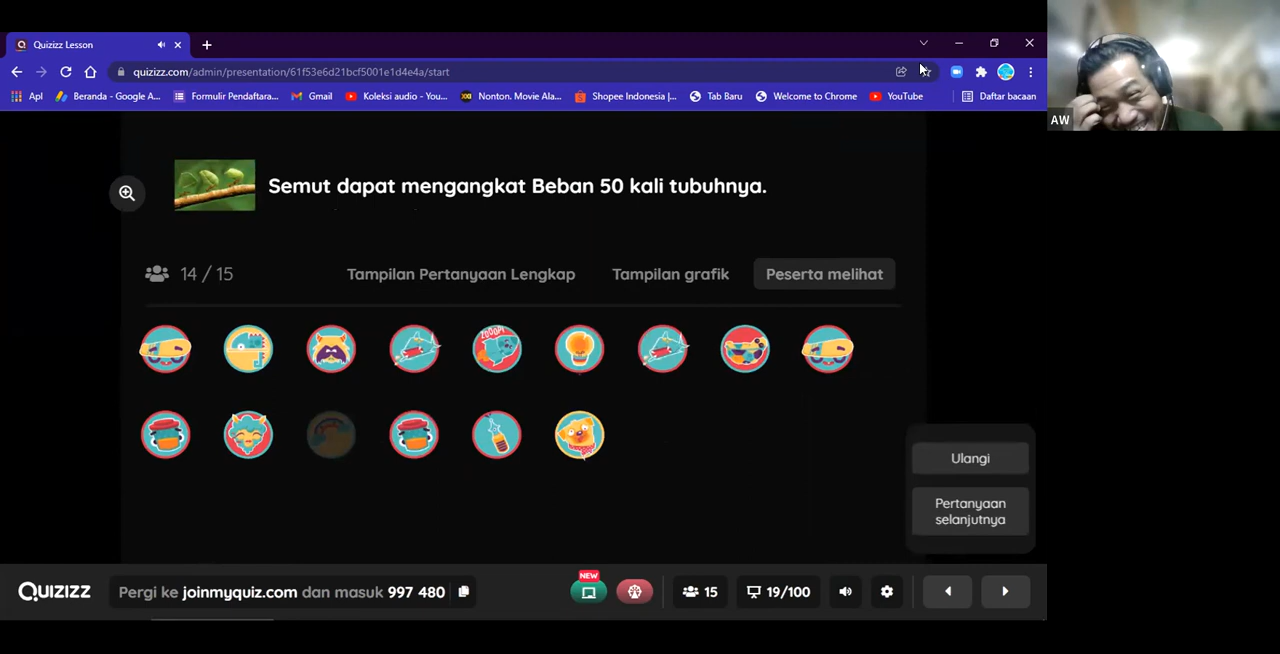 Quizizz Lesson
quizizz.com/admin/presentation/61f53e6d21bcf5001e1d4e4a/start
Apl
Beranda - Google A...
Formulir Pendaftara...
Gmail
Koleksi audio - You...
Nonton. Movie Ala...
Shopee Indonesia |...
Tab Baru
Welcome to Chrome
YouTube
Daftar bacaan
AW
Semut dapat mengangkat Beban 50 kali tubuhnya.
14 / 15
Tampilan Pertanyaan Lengkap
Tampilan grafik
Peserta melihat
ZOOOP!
Ulangi
Pertanyaan
selanjutnya
QUIZIZZ
Pergi ke joinmyquiz.com dan masuk 997 480
NEW
15
19/100